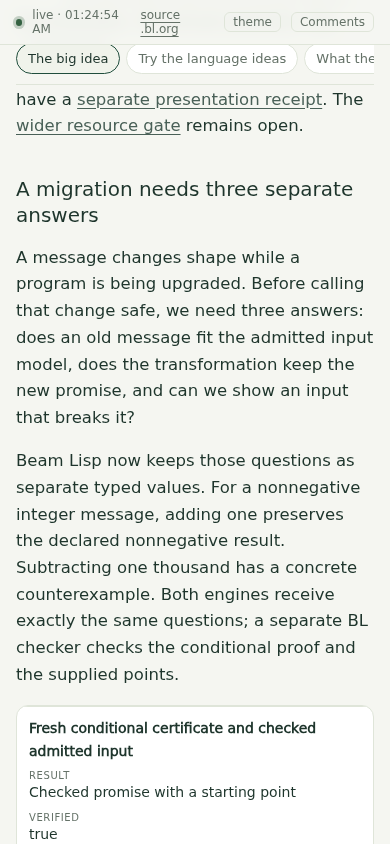 live · 01:24:54 AM
source .bl.org
theme
Comments
The big idea
Try the language ideas
What the
have a separate presentation receipt. The
wider resource gate remains open.
A migration needs three separate
answers
A message changes shape while a
program is being upgraded. Before calling
that change safe, we need three answers:
does an old message fit the admitted input
model, does the transformation keep the
new promise, and can we show an input
that breaks it?
Beam Lisp now keeps those questions as
separate typed values. For a nonnegative
integer message, adding one preserves
the declared nonnegative result.
Subtracting one thousand has a concrete
counterexample. Both engines receive
exactly the same questions; a separate BL
checker checks the conditional proof and
the supplied points.
Fresh conditional certificate and checked
admitted input
RESULT
Checked promise with a starting point
VERIFIED
true